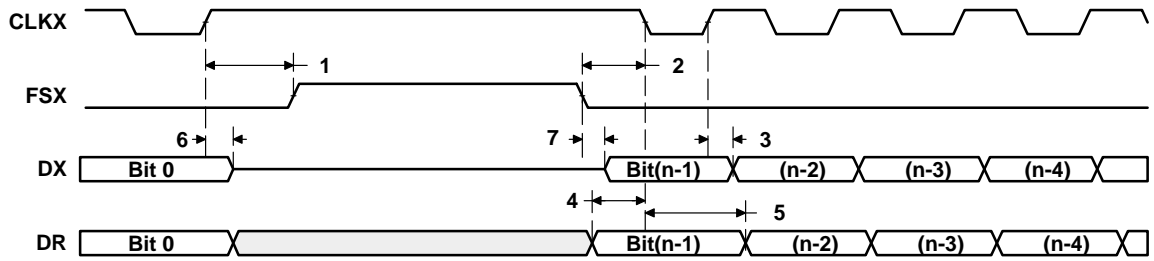 CLKX
1
2
FSX
6
7
3
DX
Bit 0
Bit(n-1)
(n-2)
(n-3)
(n-4)
4
5
DR
Bit 0
Bit(n-1)
(n-2)
(n-3)
(n-4)